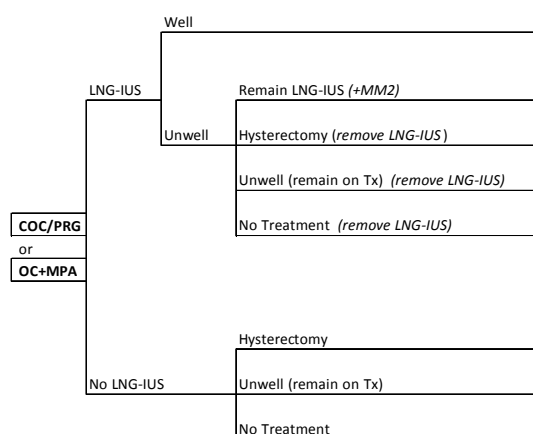 Well
LNG-IUS
Remain LNG-IUS (+MM2)
Unwell
Hysterectomy (remove LNG-IUS)
Unwell (remain on Tx) (remove LNG-IUS)
No Treatment (remove LNG-IUS)
COC/PRG
or
OC+MPA
Hysterectomy
No LNG-IUS
Unwell (remain on Tx)
No Treatment